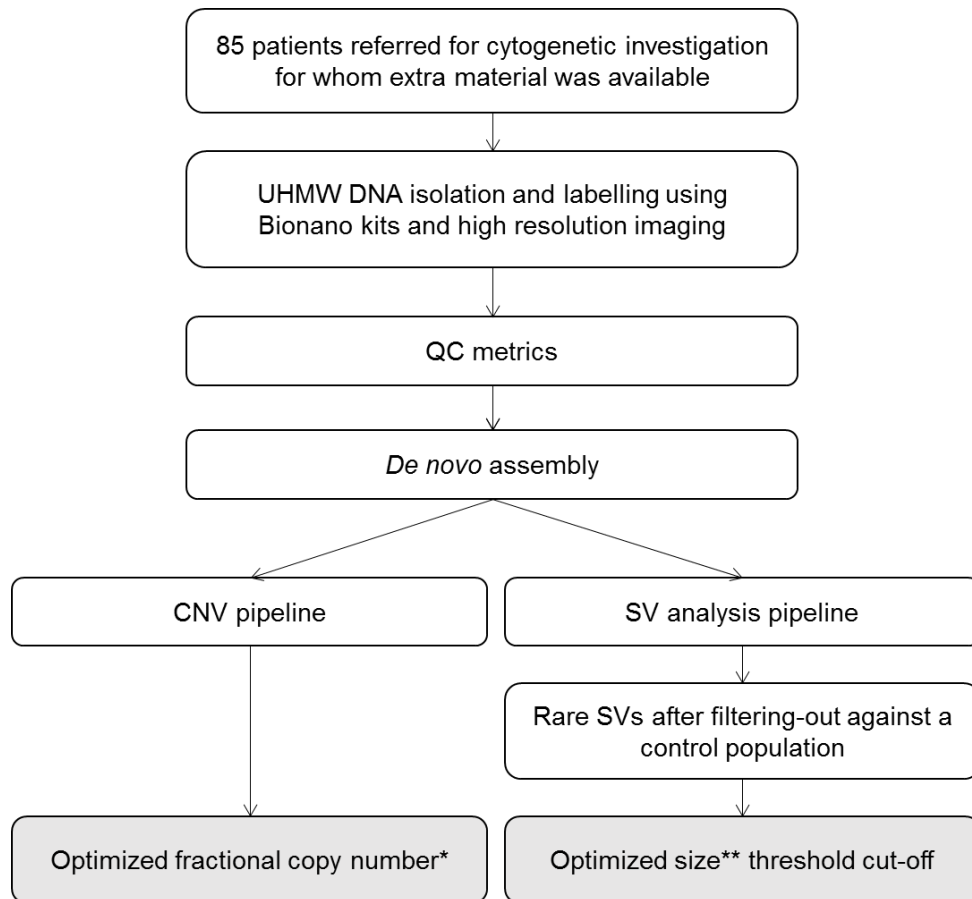 85 patients referred for cytogenetic investigation
for whom extra material was available
UHMW DNA isolation and labelling using
Bionano kits and high resolution imaging
QC metrics
De novo assembly
CNV pipeline
SV analysis pipeline
Rare SVs after filtering-out against a
control population
Optimized fractional copy number*
Optimized size** threshold cut-off